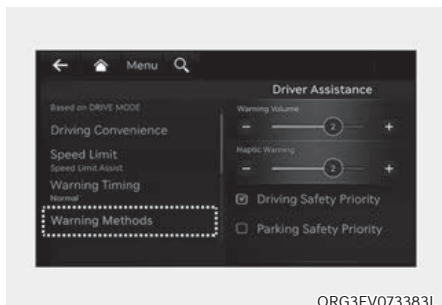 Menu
Driver Assistance
Based on DRIVE MODE
Driving Convenience
Speed Limit
Speed Limit Assist
Warning Timing
Normal
Warning Methods
Warning Volume
- 2 +
Haptic Warning
- 2 +
Driving Safety Priority
Parking Safety Priority
ORG3EV073383L